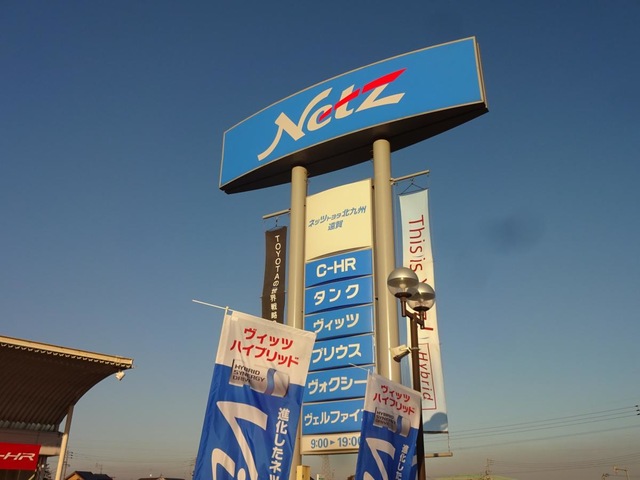 Netz
ネッツトヨタ北九州
遠賀
C-HR
タンク
ヴィッツ
プリウス
ヴォクシー
ヴェルファイア
9:00▶19:00
TOYOTAの世界戦略
This is
Hybrid
ヴィッツ
ハイブリッド
HYBRID
SYNERGY
DRIVE
進化したネッ
ヴィッツ
ハイブリッド
進化した
-HR